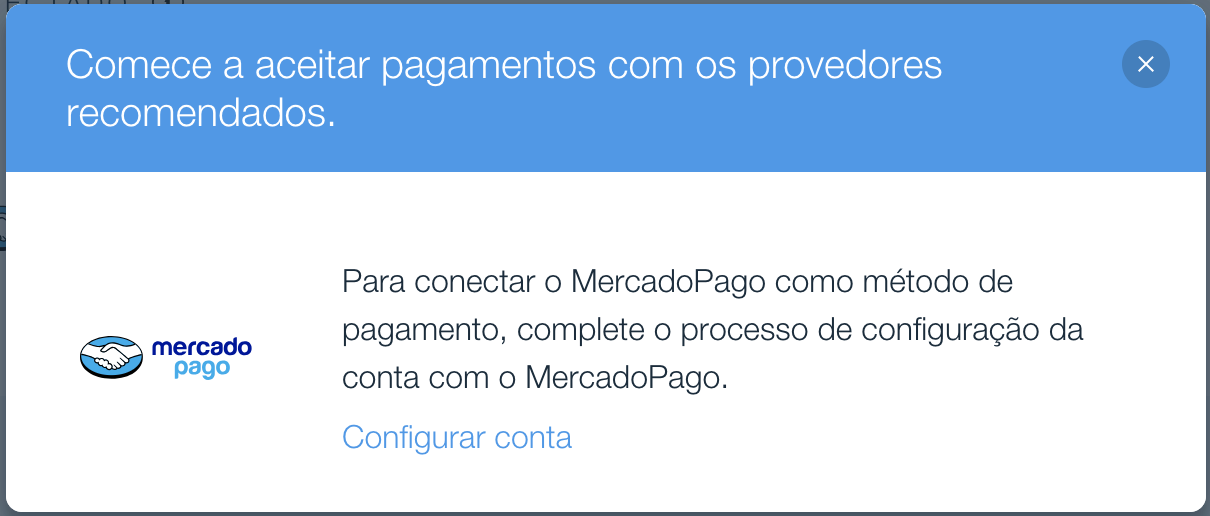 Comece a aceitar pagamentos com os provedores
recomendados.
Para conectar o MercadoPago como método de
pagamento, complete o processo de configuração da
conta com o MercadoPago.
mercado
pago
Configurar conta